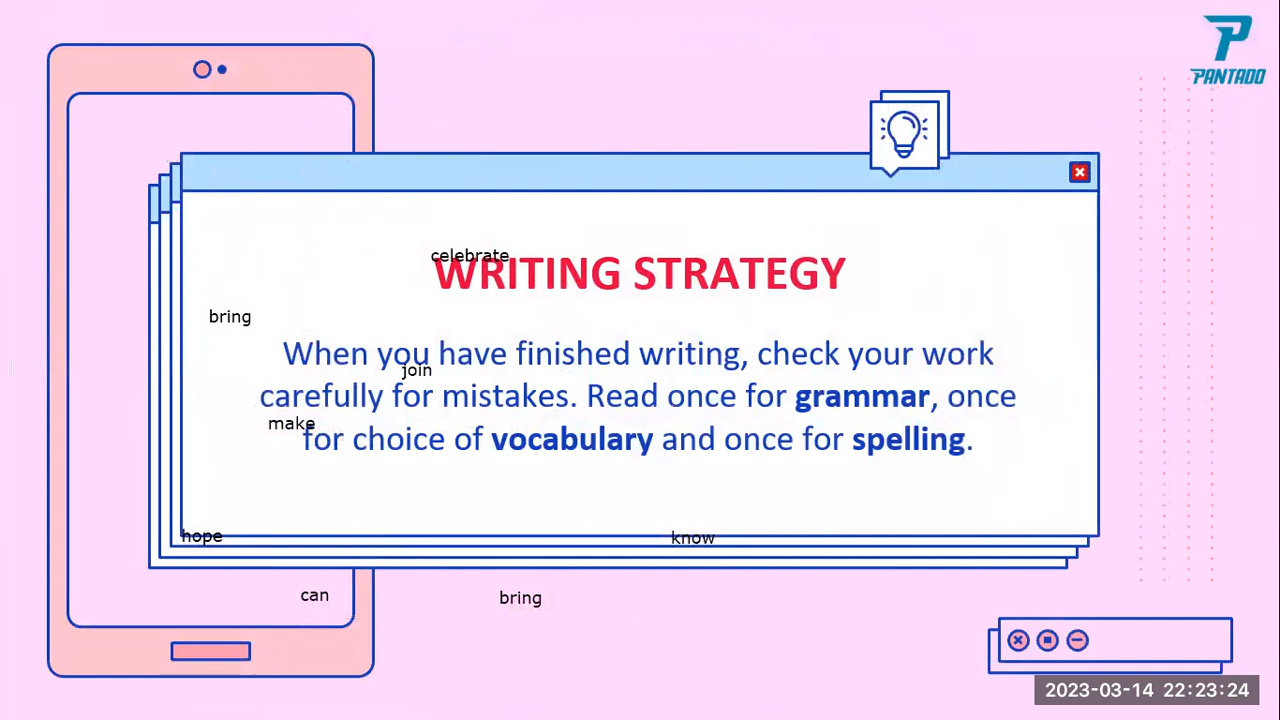 PANTADO
celebrate
WRITING STRATEGY
bring
When you have finished writing, check your work
join
carefully for mistakes. Read once for grammar, once
make
for choice of vocabulary and once for spelling.
hope
know
can
bring
2023-03-14 22:23:24